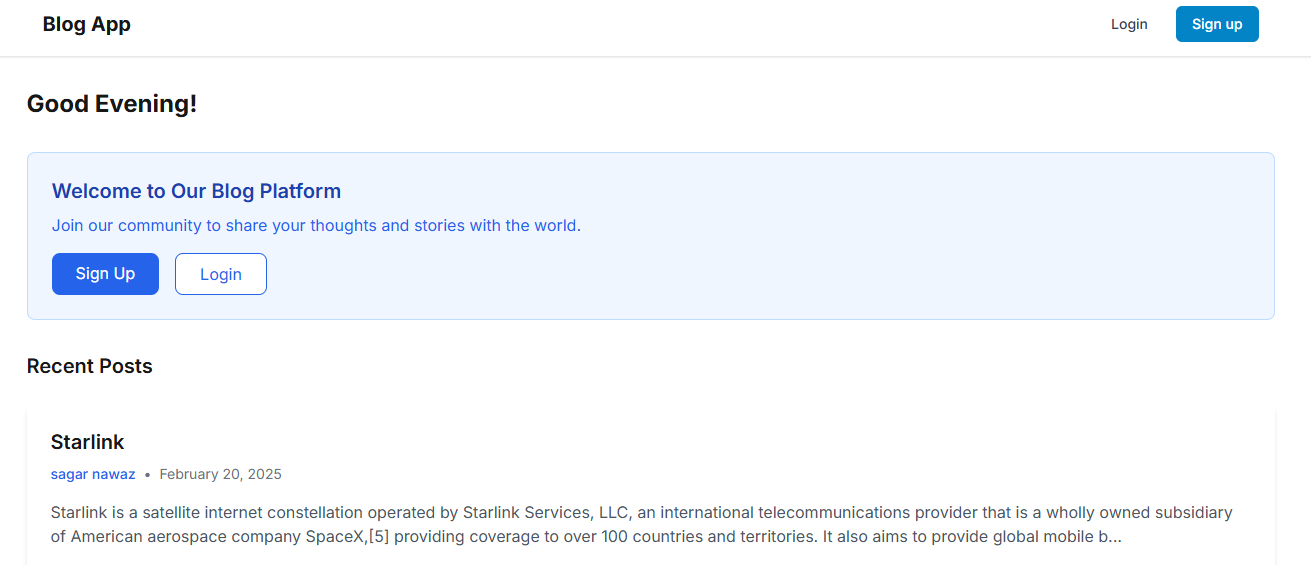 Blog App
Login
Sign up
Good Evening!
Welcome to Our Blog Platform
Join our community to share your thoughts and stories with the world.
Sign Up
Login
Recent Posts
Starlink
sagar nawaz • February 20, 2025
Starlink is a satellite internet constellation operated by Starlink Services, LLC, an international telecommunications provider that is a wholly owned subsidiary
of American aerospace company SpaceX,[5] providing coverage to over 100 countries and territories. It also aims to provide global mobile b...